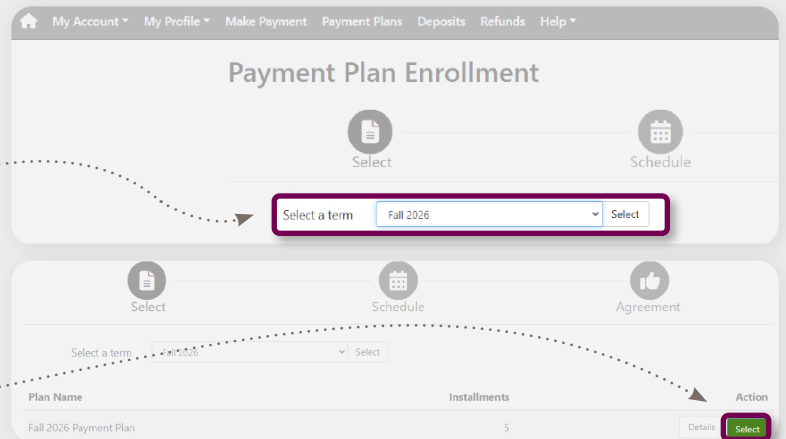 My Account My Profile Make Payment Payment Plans Deposits Refunds Help
Payment Plan Enrollment
Select Schedule
Select a term Fall 2026 Select
Select Schedule Agreement
Select a term Fall 2026 Select
Plan Name Installments Action
Fall 2026 Payment Plan 5 Details Select